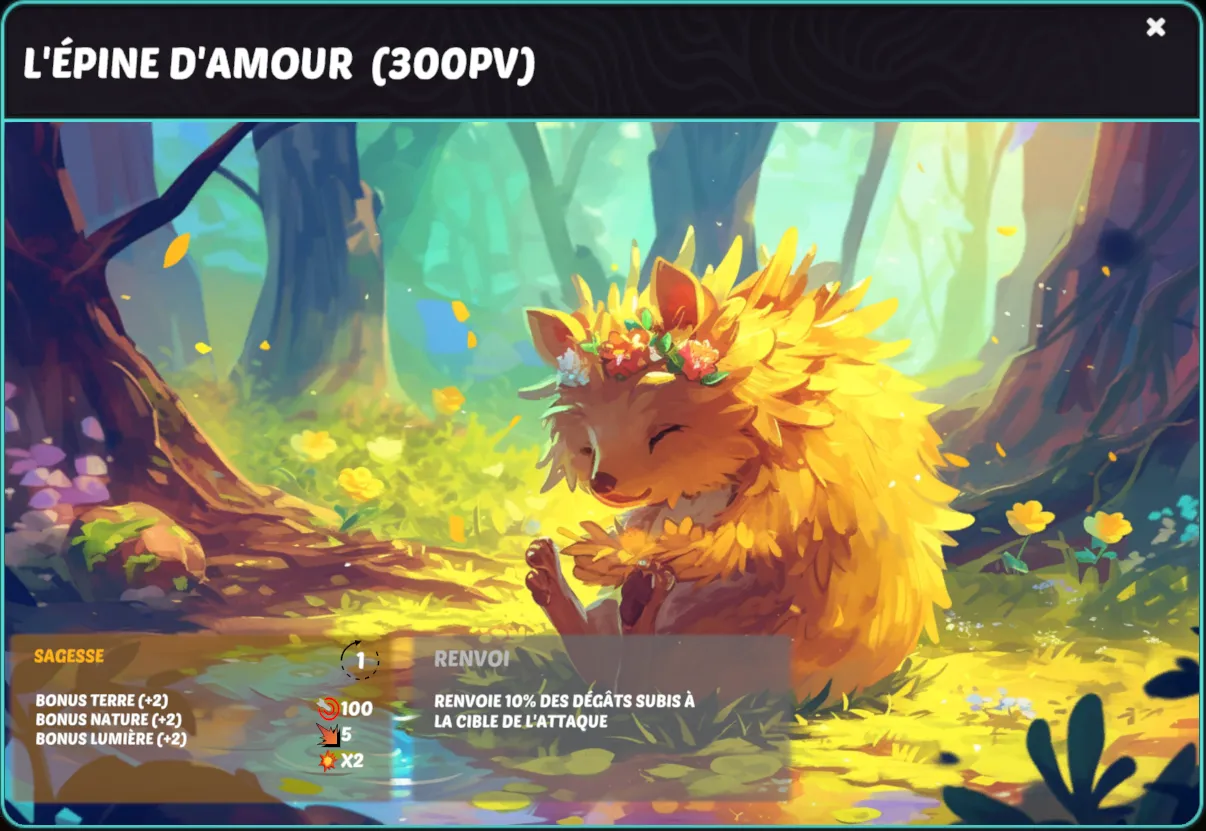 L'ÉPINE D'AMOUR (300PV)
SAGESSE
1
BONUS TERRE (+2)
BONUS NATURE (+2)
BONUS LUMIÈRE (+2)
100
5
X2
RENVOI
RENVOIE 10% DES DÉGÂTS SUBIS À
LA CIBLE DE L'ATTAQUE